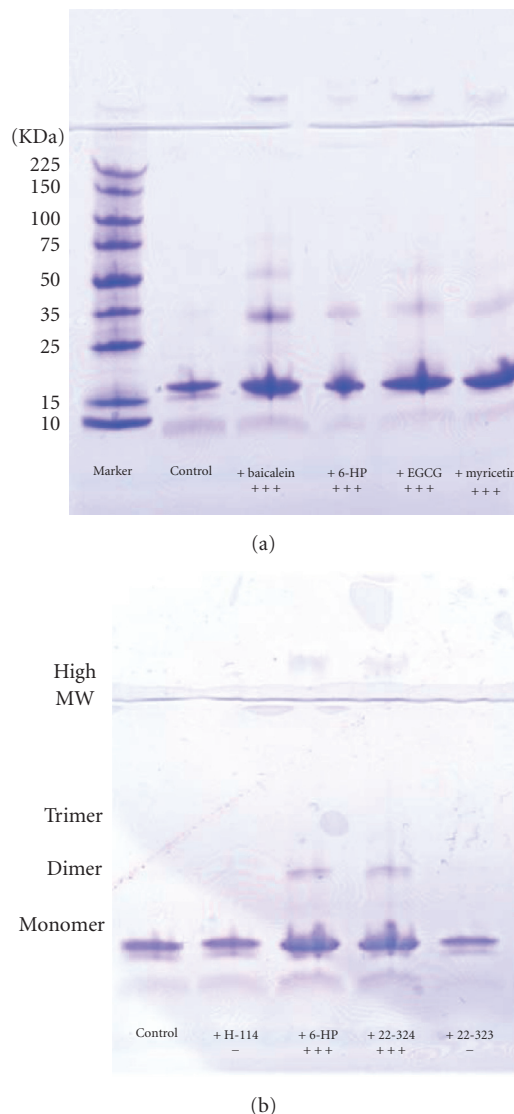 (KDa)
225
150
100
75
50
35
25
15
10
Marker Control + baicalein + 6-HP + EGCG + myricetin
+ + + + + + + + + + + +
(a)
High
MW
Trimer
Dimer
Monomer
Control + H-114 + 6-HP + 22-324 + 22-323
− + + + + + + −
(b)